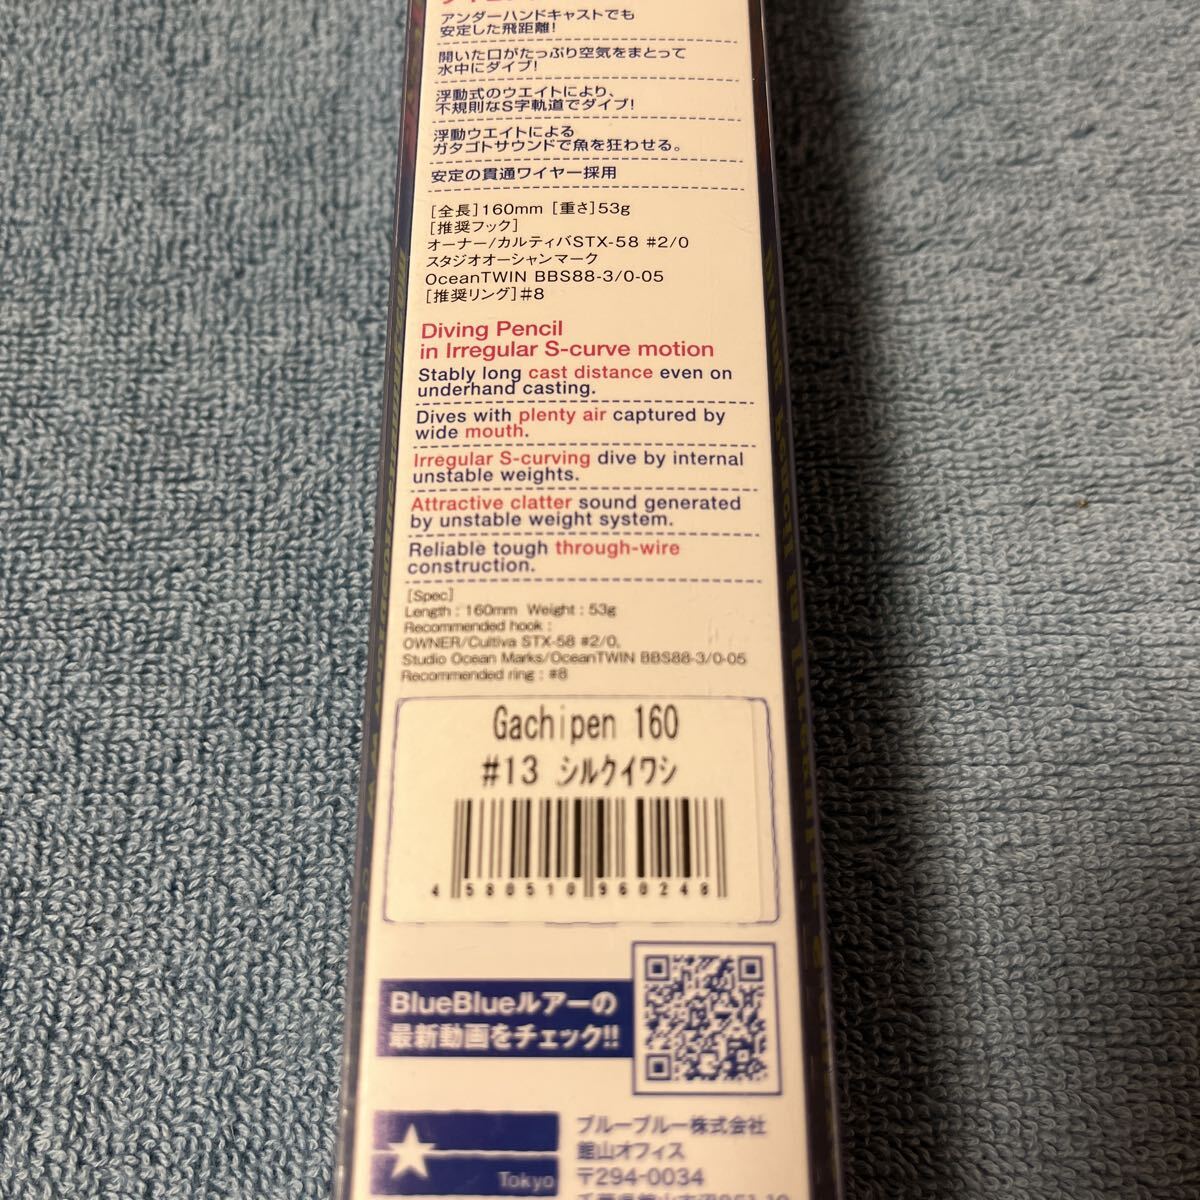 アンダーハンドキャストでも
安定した飛距離!
開いた口がたっぷり空気をまとって
水中にダイブ!
浮動式のウエイトにより、
不規則なS字軌道でダイブ!
浮動ウエイトによる
ガタゴトサウンドで魚を狂わせる。
安定の貫通ワイヤー採用
[全長]160mm [重さ]53g
[推奨フック]
オーナー/カルティバSTX-58 #2/0
スタジオオーシャンマーク
OceanTWIN BBS88-3/0-05
[推奨リング]#8
Diving Pencil
in Irregular S-curve motion
Stably long cast distance even on
underhand casting.
Dives with plenty air captured by
wide mouth.
Irregular S-curving dive by internal
unstable weights.
Attractive clatter sound generated
by unstable weight system.
Reliable tough through-wire
construction.
[Spec]
Length : 160mm Weight : 53g
Recommended hook :
OWNER/Cultiva STX-58 #2/0,
Studio Ocean Marks/OceanTWIN BBS88-3/0-05
Recommended ring : #8
Gachipen 160
#13 シルクイワシ
4 580510 960248
BlueBlueルアーの
最新動画をチェック!!
Tokyo
ブルーブルー株式会社
館山オフィス
〒294-0034